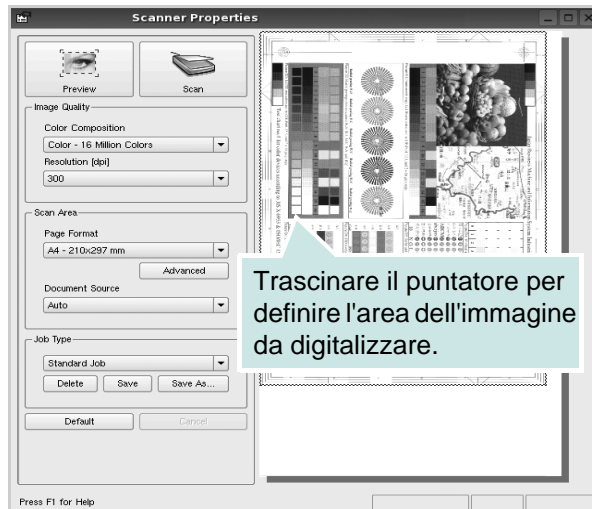 Scanner Properties
Preview
Scan
Image Quality
Color Composition
Color - 16 Million Colors
Resolution [dpi]
300
Scan Area
Page Format
A4 - 210x297 mm
Advanced
Document Source
Auto
Job Type
Standard Job
Delete Save Save As...
Default Cancel
Trascinare il puntatore per
definire l'area dell'immagine
da digitalizzare.
Press F1 for Help